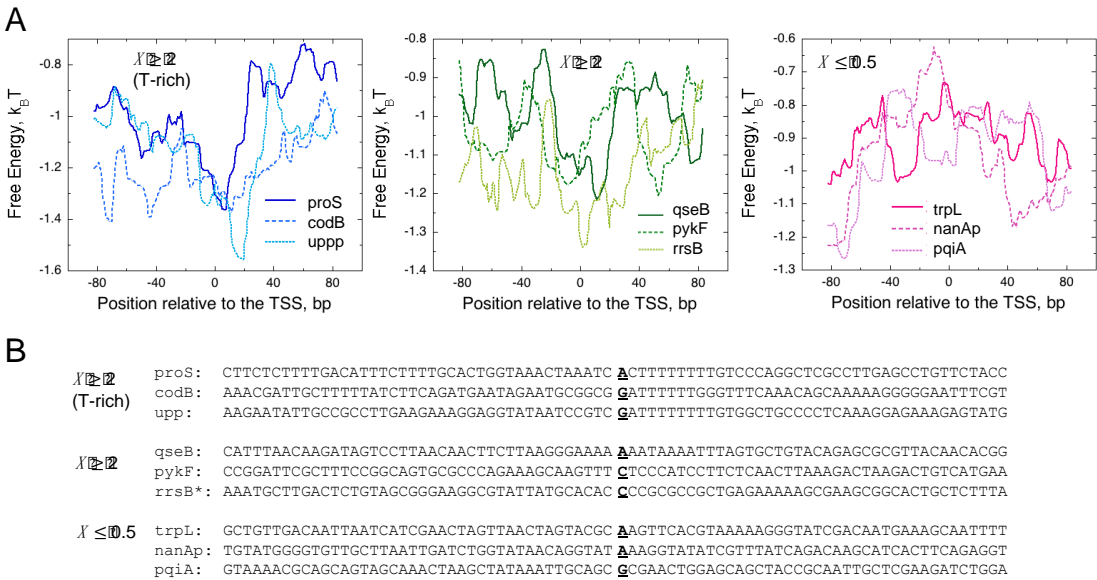 A
X ≥ 2
(T-rich)
Free Energy, kBT
-0.8
-1
-1.2
-1.4
-1.6
-80 -40 0 40 80
Position relative to the TSS, bp
proS
codB
uppp
X ≥ 2
Free Energy, kBT
-0.8
-0.9
-1
-1.1
-1.2
-1.3
-1.4
-80 -40 0 40 80
Position relative to the TSS, bp
qseB
pykF
rrsB
X ≤ 0.5
Free Energy, kBT
-0.6
-0.7
-0.8
-0.9
-1
-1.1
-1.2
-1.3
-80 -40 0 40 80
Position relative to the TSS, bp
trpL
nanAp
pqiA
B
X ≥ 2
(T-rich)
proS: CTTCTCTTTTGACATTTCTTTTGCACTGGTAAACTAAATC ACTTTTTTTTGTCCCAGGCTCGCCTTGAGCCTGTTCTACC
codB: AAACGATTGCTTTTTATCTTCAGATGAATAGAATGCGGCG GATTTTTTGGGTTTCAAACAGCAAAAAGGGGGAATTTCGT
upp: AAGAATATTGCCGCCTTGAAGAAAGGAGGTATAATCCGTC GATTTTTTTTGTGGCTGCCCCTCAAAGGAGAAAGAGTATG
X ≥ 2
qseB: CATTTAACAAGATAGTCCTTAACAACTTCTTAAGGGAAAA AAATAAAATTTAGTGCTGTACAGAGCGCGTTACAACACGG
pykF: CCGGATTCGCTTTCCGGCAGTGCGCCCAGAAAGCAAGTTT CTCCCATCCTTCTCAACTTAAAGACTAAGACTGTCATGAA
rrsB*: AAATGCTTGACTCTGTAGCGGGAAGGCGTATTATGCACAC CCCGCGCCGCTGAGAAAAAGCGAAGCGGCACTGCTCTTTA
X ≤ 0.5
trpL: GCTGTTGACAATTAATCATCGAACTAGTTAACTAGTACGC AAGTTCACGTAAAAAGGGTATCGACAATGAAAGCAATTTT
nanAp: TGTATGGGGTGTTGCTTAATTGATCTGGTATAACAGGTAT AAAGGTATATCGTTTATCAGACAAGCATCACTTCAGAGGT
pqiA: GTAAAACGCAGCAGTAGCAAACTAAGCTATAAATTGCAGC GCGAACTGGAGCAGCTACCGCAATTGCTCGAAGATCTGGA